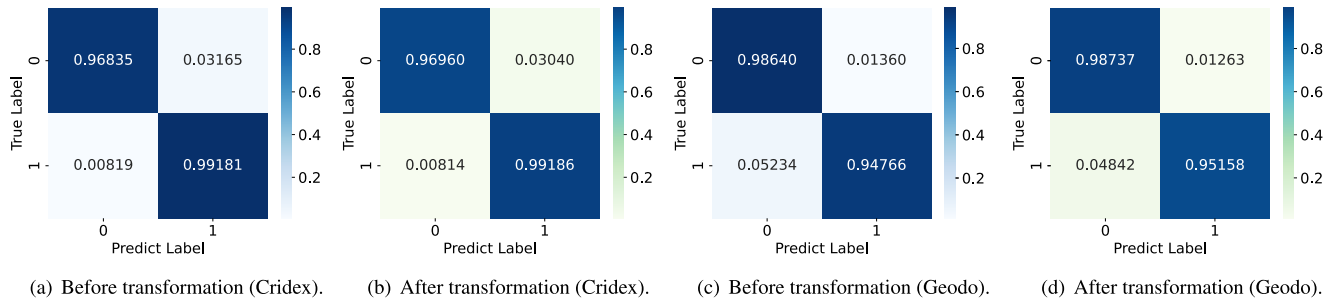 0.96835 0.03165
0.00819 0.99181
0 1
0 1
True Label
Predict Label
0.8
0.6
0.4
0.2
(a) Before transformation (Cridex).
0.96960 0.03040
0.00814 0.99186
0 1
0 1
True Label
Predict Label
0.8
0.6
0.4
0.2
(b) After transformation (Cridex).
0.98640 0.01360
0.05234 0.94766
0 1
0 1
True Label
Predict Label
0.8
0.6
0.4
0.2
(c) Before transformation (Geodo).
0.98737 0.01263
0.04842 0.95158
0 1
0 1
True Label
Predict Label
0.8
0.6
0.4
0.2
(d) After transformation (Geodo).